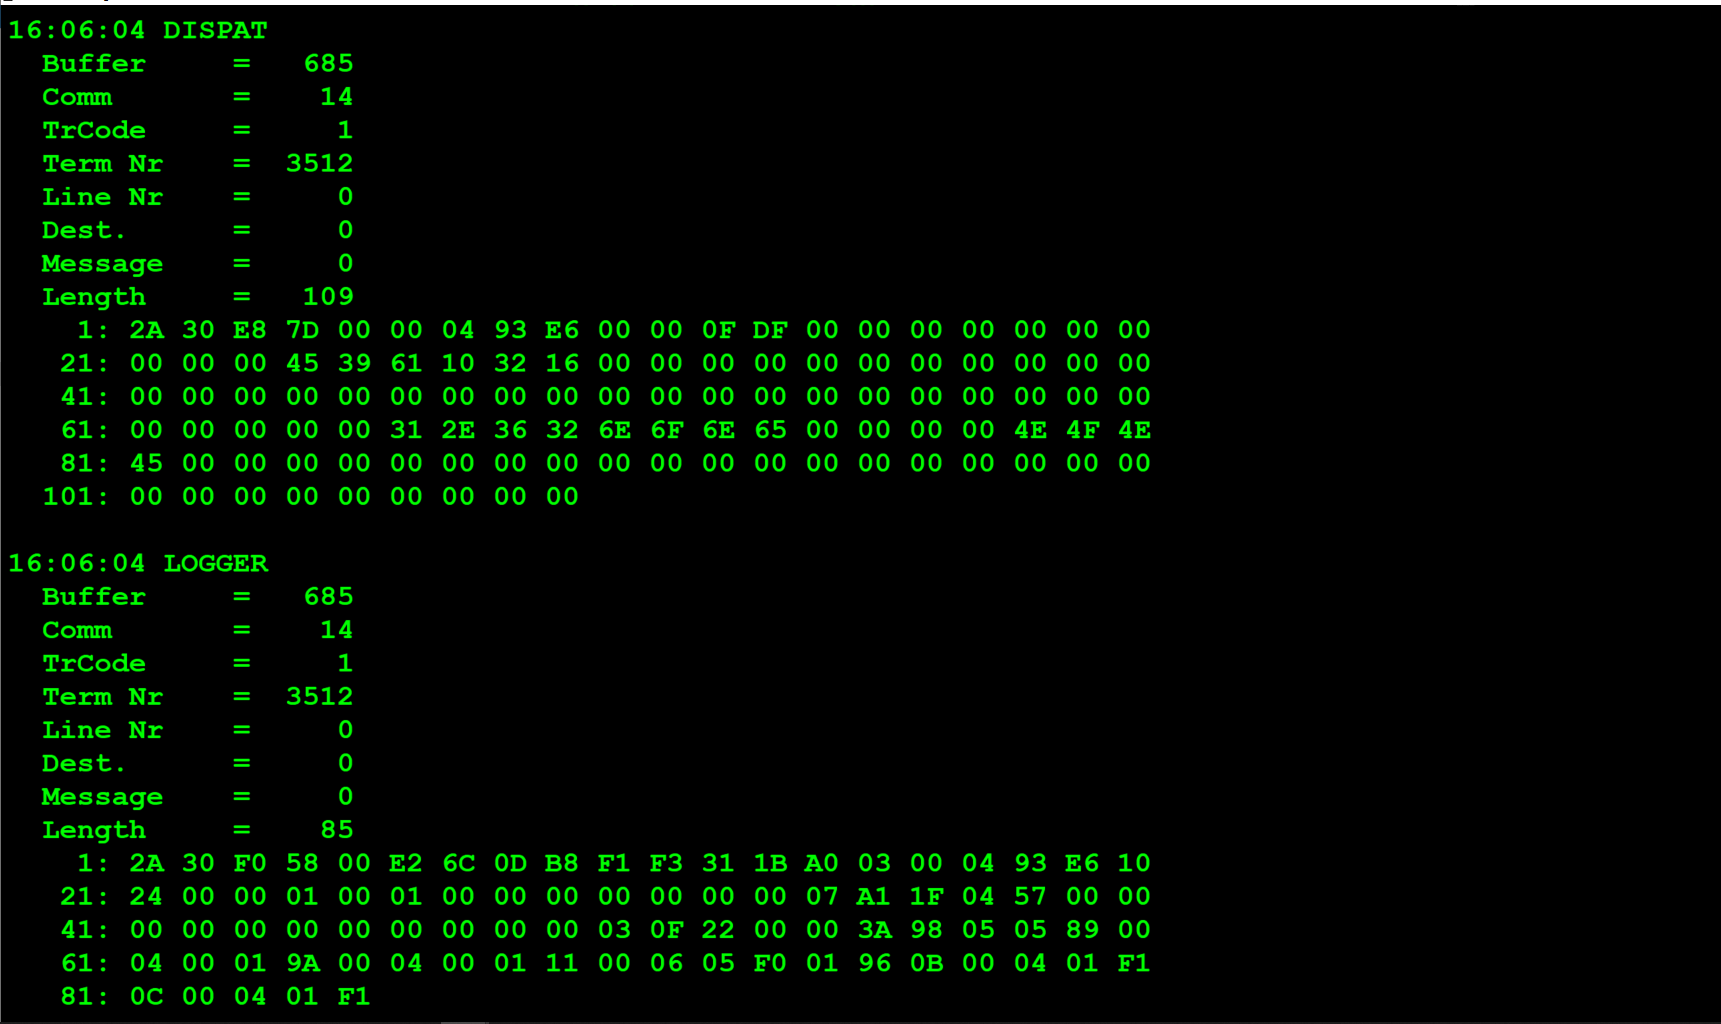 16:06:04 DISPAT
Buffer = 685
Comm = 14
TrCode = 1
Term Nr = 3512
Line Nr = 0
Dest. = 0
Message = 0
Length = 109
1: 2A 30 E8 7D 00 00 04 93 E6 00 00 0F DF 00 00 00 00 00 00 00
21: 00 00 00 45 39 61 10 32 16 00 00 00 00 00 00 00 00 00 00 00
41: 00 00 00 00 00 00 00 00 00 00 00 00 00 00 00 00 00 00 00 00
61: 00 00 00 00 00 31 2E 36 32 6E 6F 6E 65 00 00 00 00 4E 4F 4E
81: 45 00 00 00 00 00 00 00 00 00 00 00 00 00 00 00 00 00 00 00
101: 00 00 00 00 00 00 00 00 00
16:06:04 LOGGER
Buffer = 685
Comm = 14
TrCode = 1
Term Nr = 3512
Line Nr = 0
Dest. = 0
Message = 0
Length = 85
1: 2A 30 F0 58 00 E2 6C 0D B8 F1 F3 31 1B A0 03 00 04 93 E6 10
21: 24 00 00 01 00 01 00 00 00 00 00 00 00 07 A1 1F 04 57 00 00
41: 00 00 00 00 00 00 00 00 00 03 0F 22 00 00 3A 98 05 05 89 00
61: 04 00 01 9A 00 04 00 01 11 00 06 05 F0 01 96 0B 00 04 01 F1
81: 0C 00 04 01 F1